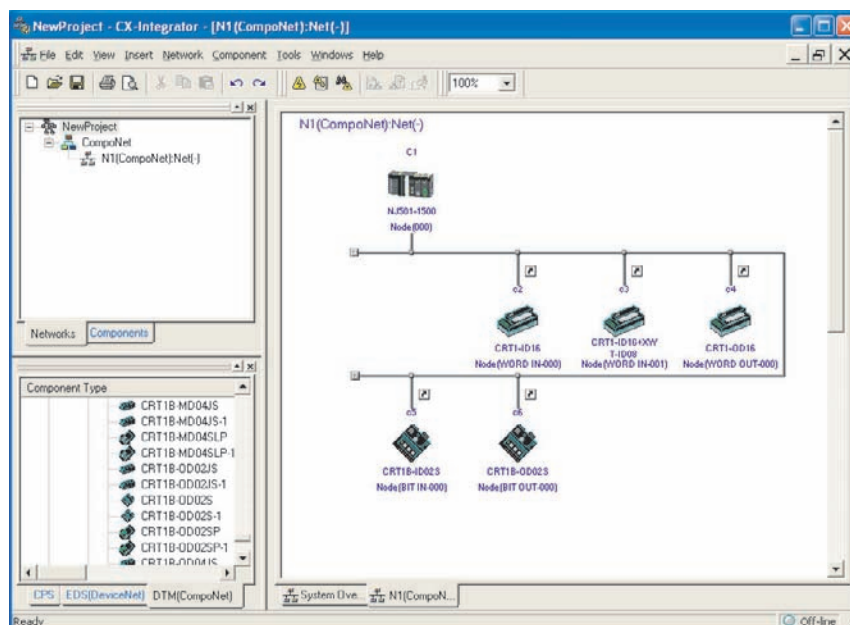 NewProject - CX-Integrator - [N1(CompoNet):Net(-)]
File Edit View Insert Network Component Tools Windows Help
100%
NewProject
CompoNet
N1(CompoNet):Net(-)
Networks Components
Component Type
CRT1B-MD04JS
CRT1B-MD04JS-1
CRT1B-MD04SLP
CRT1B-MD04SLP-1
CRT1B-OD02JS
CRT1B-OD02JS-1
CRT1B-OD02S
CRT1B-OD02S-1
CRT1B-OD02SP
CRT1B-OD02SP-1
CRT1B-OD04JS
CPS EDS(DeviceNet) DTM(CompoNet)
N1(CompoNet):Net(-)
C1
NJ501-1500
Node(000)
c2
CRT1-ID16
Node(WORD IN-000)
c3
CRT1-ID16+XW
T-ID08
Node(WORD IN-001)
c4
CRT1-OD16
Node(WORD OUT-000)
c5
CRT1B-ID02S
Node(BIT IN-000)
c6
CRT1B-OD02S
Node(BIT OUT-000)
System Ove... N1(CompoN...
Ready
Off-line